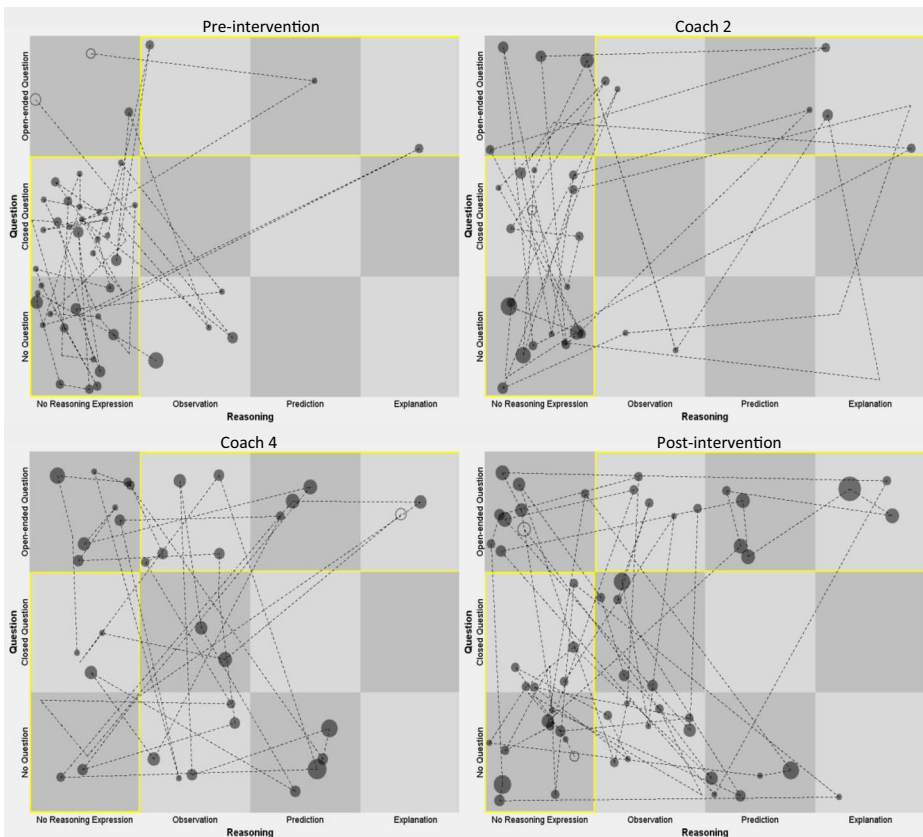 Pre-intervention
Open-ended Question
Closed Question
No Question
Question
No Reasoning Expression
Observation
Prediction
Explanation
Reasoning
Coach 2
Open-ended Question
Closed Question
No Question
Question
No Reasoning Expression
Observation
Prediction
Explanation
Reasoning
Coach 4
Open-ended Question
Closed Question
No Question
Question
No Reasoning Expression
Observation
Prediction
Explanation
Reasoning
Post-intervention
Open-ended Question
Closed Question
No Question
Question
No Reasoning Expression
Observation
Prediction
Explanation
Reasoning